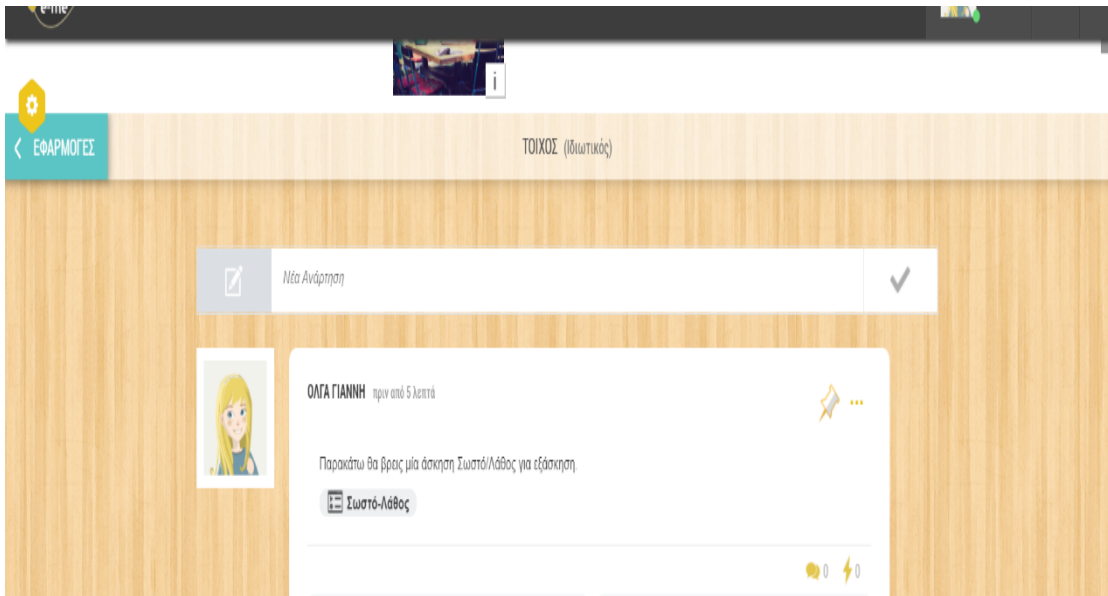 e-me
i
ΕΦΑΡΜΟΓΕΣ
ΤΟΙΧΟΣ (Ιδιωτικός)
Νέα Ανάρτηση
ΟΛΓΑ ΓΙΑΝΝΗ πριν από 5 λεπτά
Παρακάτω θα βρεις μία άσκηση Σωστό/Λάθος για εξάσκηση.
Σωστό-Λάθος
0 0